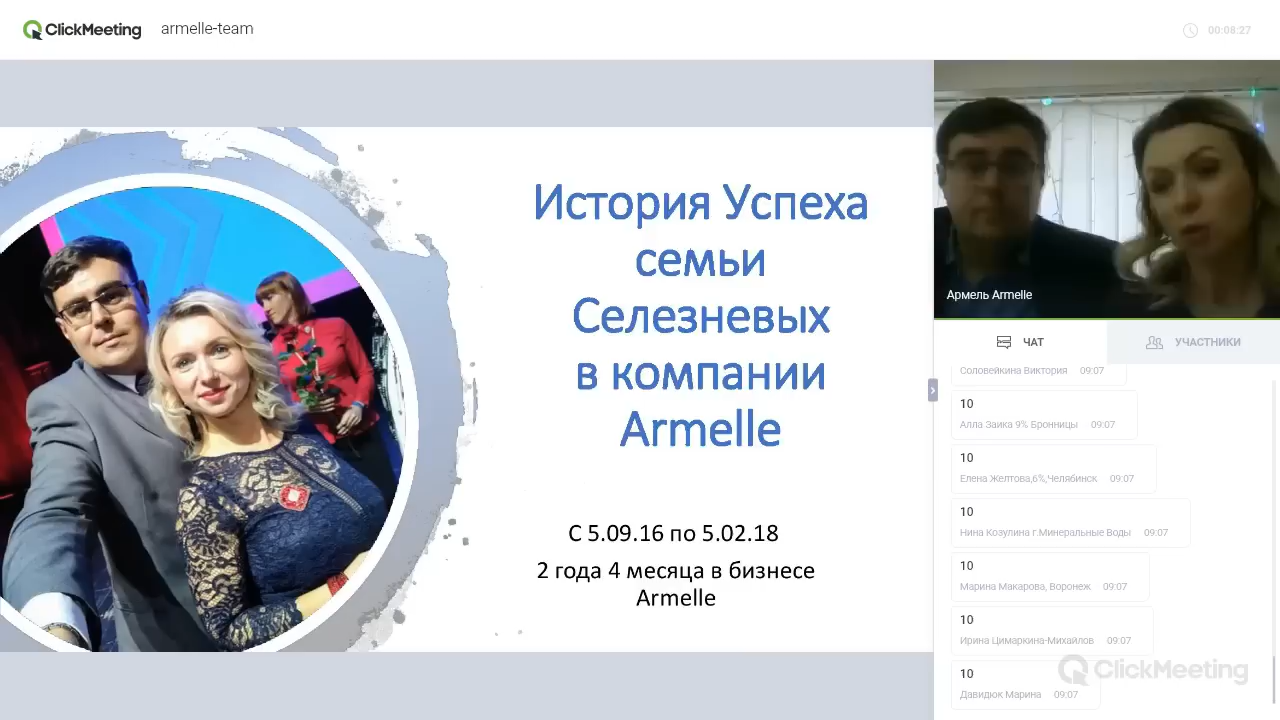 ClickMeeting
armelle-team
00:08:27
История Успеха
семьи
Селезневых
в компании
Armelle
С 5.09.16 по 5.02.18
2 года 4 месяца в бизнесе
Armelle
Армель Armelle
ЧАТ
УЧАСТНИКИ
Соловейкина Виктория 09:07
10
Алла Заика 9% Бронницы 09:07
10
Елена Желтова,6%,Челябинск 09:07
10
Нина Козулина г.Минеральные Воды 09:07
10
Марина Макарова, Воронеж 09:07
10
Ирина Цимаркина-Михайлов 09:07
10
Давидюк Марина 09:07
ClickMeeting